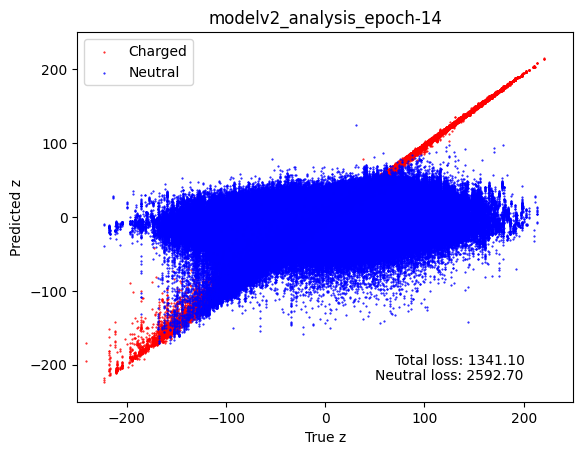 modelv2_analysis_epoch-14
Charged
Neutral
200
100
0
−100
−200
Predicted z
Total loss: 1341.10
Neutral loss: 2592.70
−200 −100 0 100 200
True z